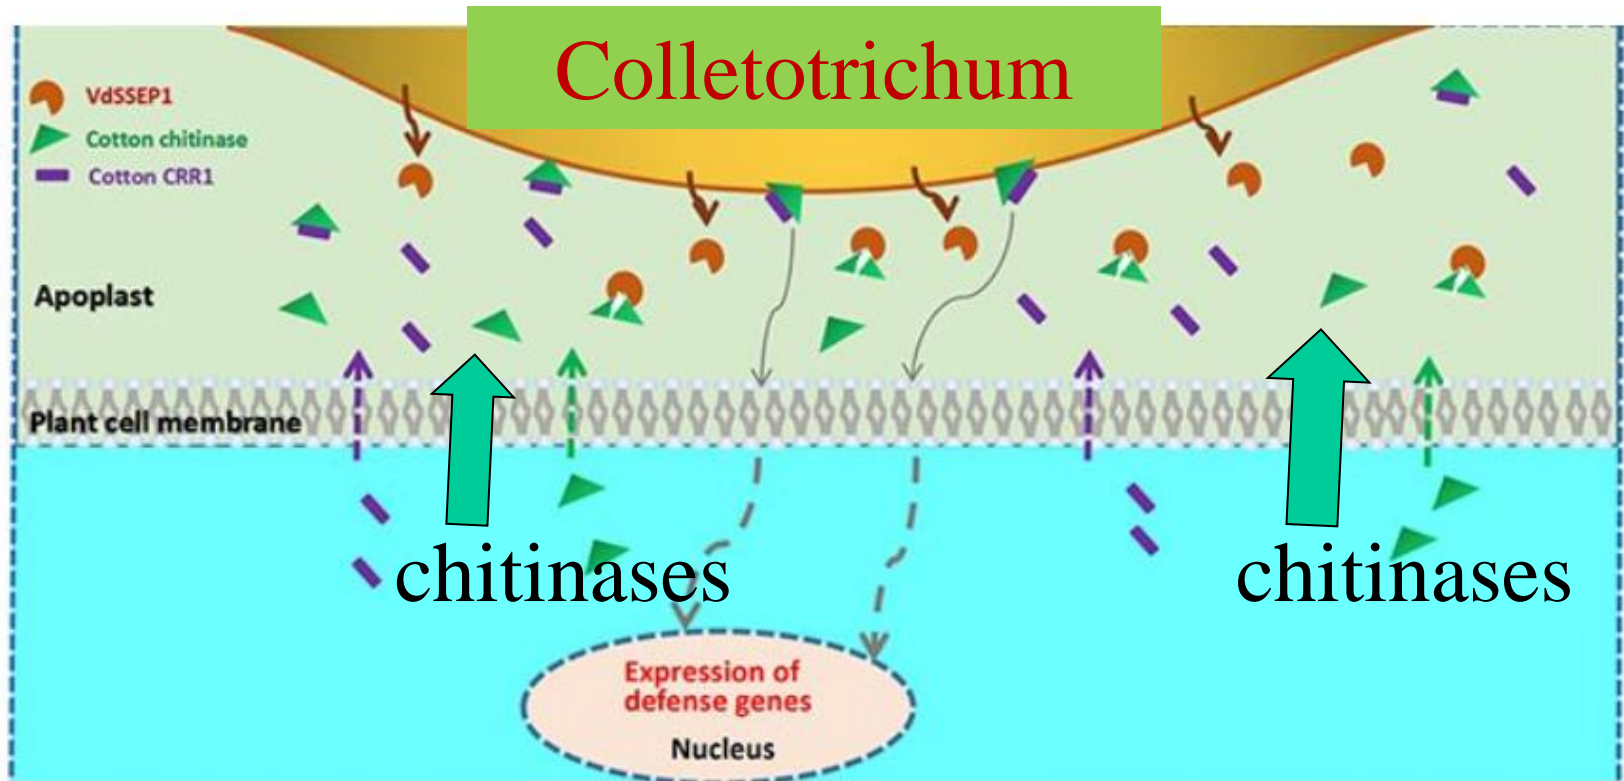 Colletotrichum
VdSSEP1
Cotton chitinase
Cotton CRR1
Apoplast
Plant cell membrane
chitinases
chitinases
Expression of
defense genes
Nucleus